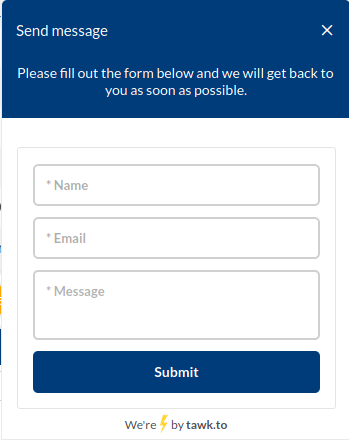 Send message
Please fill out the form below and we will get back to
you as soon as possible.
* Name
* Email
* Message
Submit
We're⚡by tawk.to